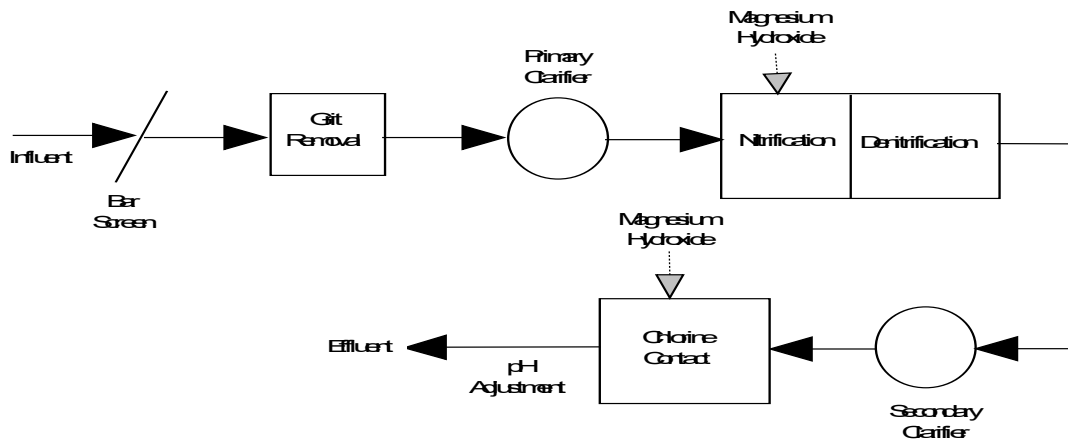 Magnesium
Hydroxide
Primary
Clarifier
Grit
Removal
Nitrification
Denitrification
Influent
Bar
Screen
Magnesium
Hydroxide
Chlorine
Contact
Effluent
pH
Adjustment
Secondary
Clarifier